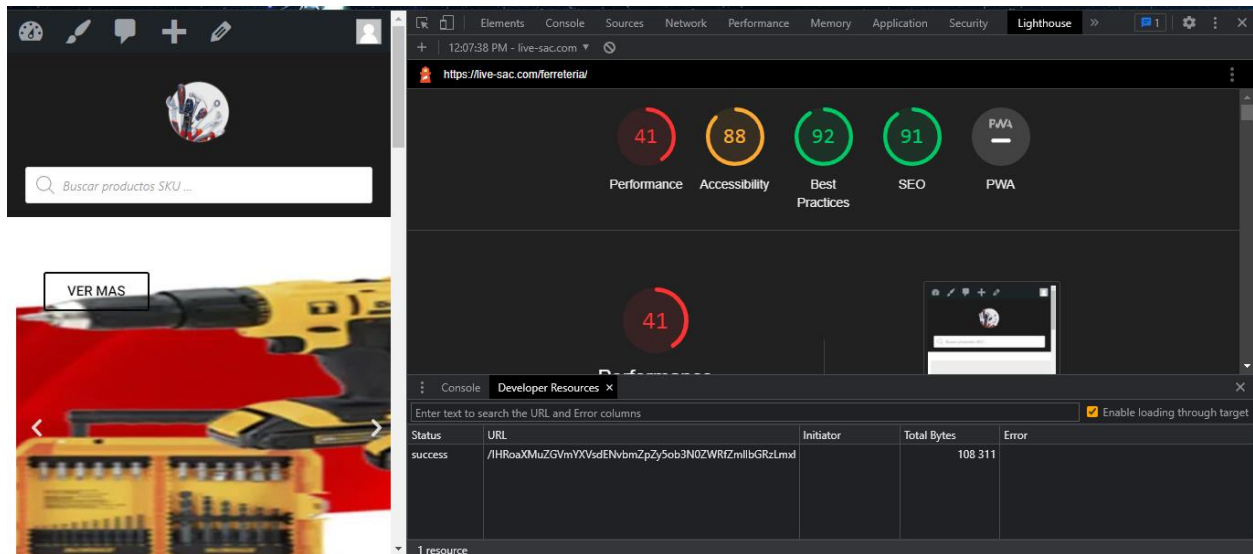 Buscar productos SKU ...
VER MAS
Elements Console Sources Network Performance Memory Application Security Lighthouse » 1
+ 12:07:38 PM - live-sac.com
https://live-sac.com/ferreteria/
41 88 92 91 PWA
Performance Accessibility Best Practices SEO PWA
41
Performance
Console Developer Resources ×
Enter text to search the URL and Error columns Enable loading through target
Status URL Initiator Total Bytes Error
success 108 311
1 resource